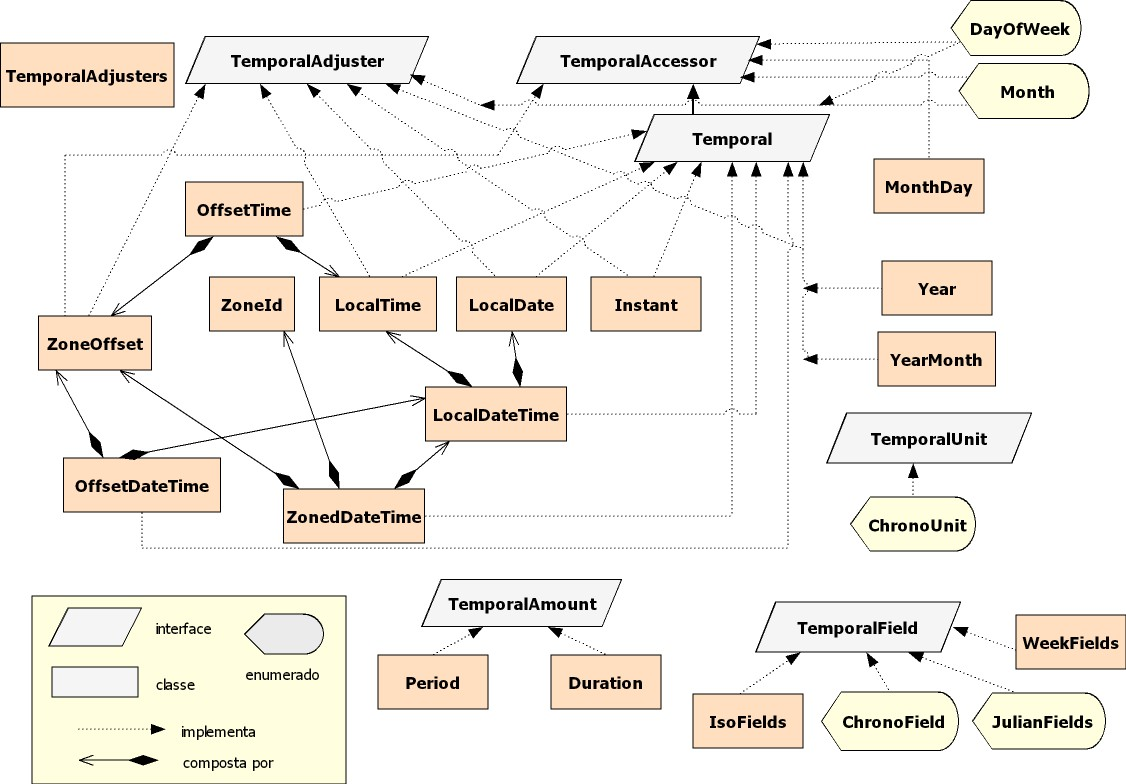 DayOfWeek
TemporalAdjusters
TemporalAdjuster
TemporalAccessor
Month
Temporal
MonthDay
OffsetTime
ZoneId
LocalTime
LocalDate
Instant
Year
ZoneOffset
YearMonth
LocalDateTime
TemporalUnit
OffsetDateTime
ZonedDateTime
ChronoUnit
TemporalAmount
TemporalField
interface
enumerado
classe
implementa
composta por
Period
Duration
WeekFields
IsoFields
ChronoField
JulianFields